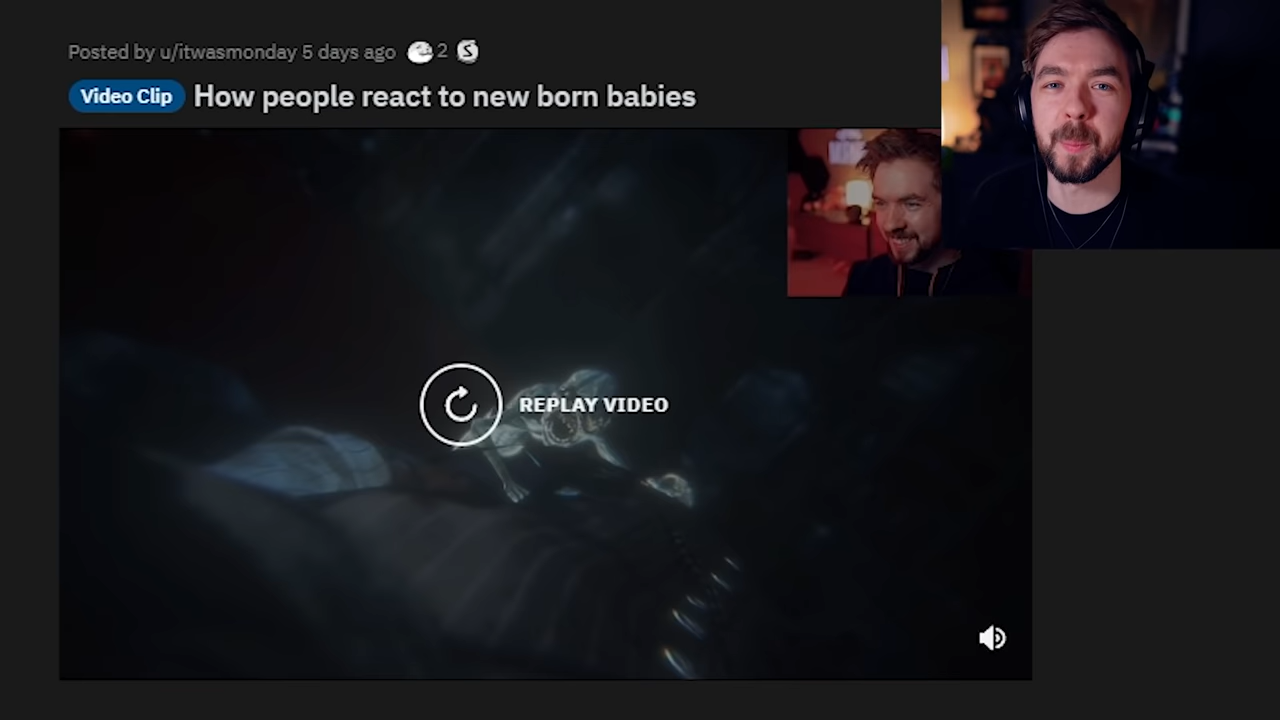 Posted by u/itwasmonday 5 days ago 2
Video Clip How people react to new born babies
REPLAY VIDEO